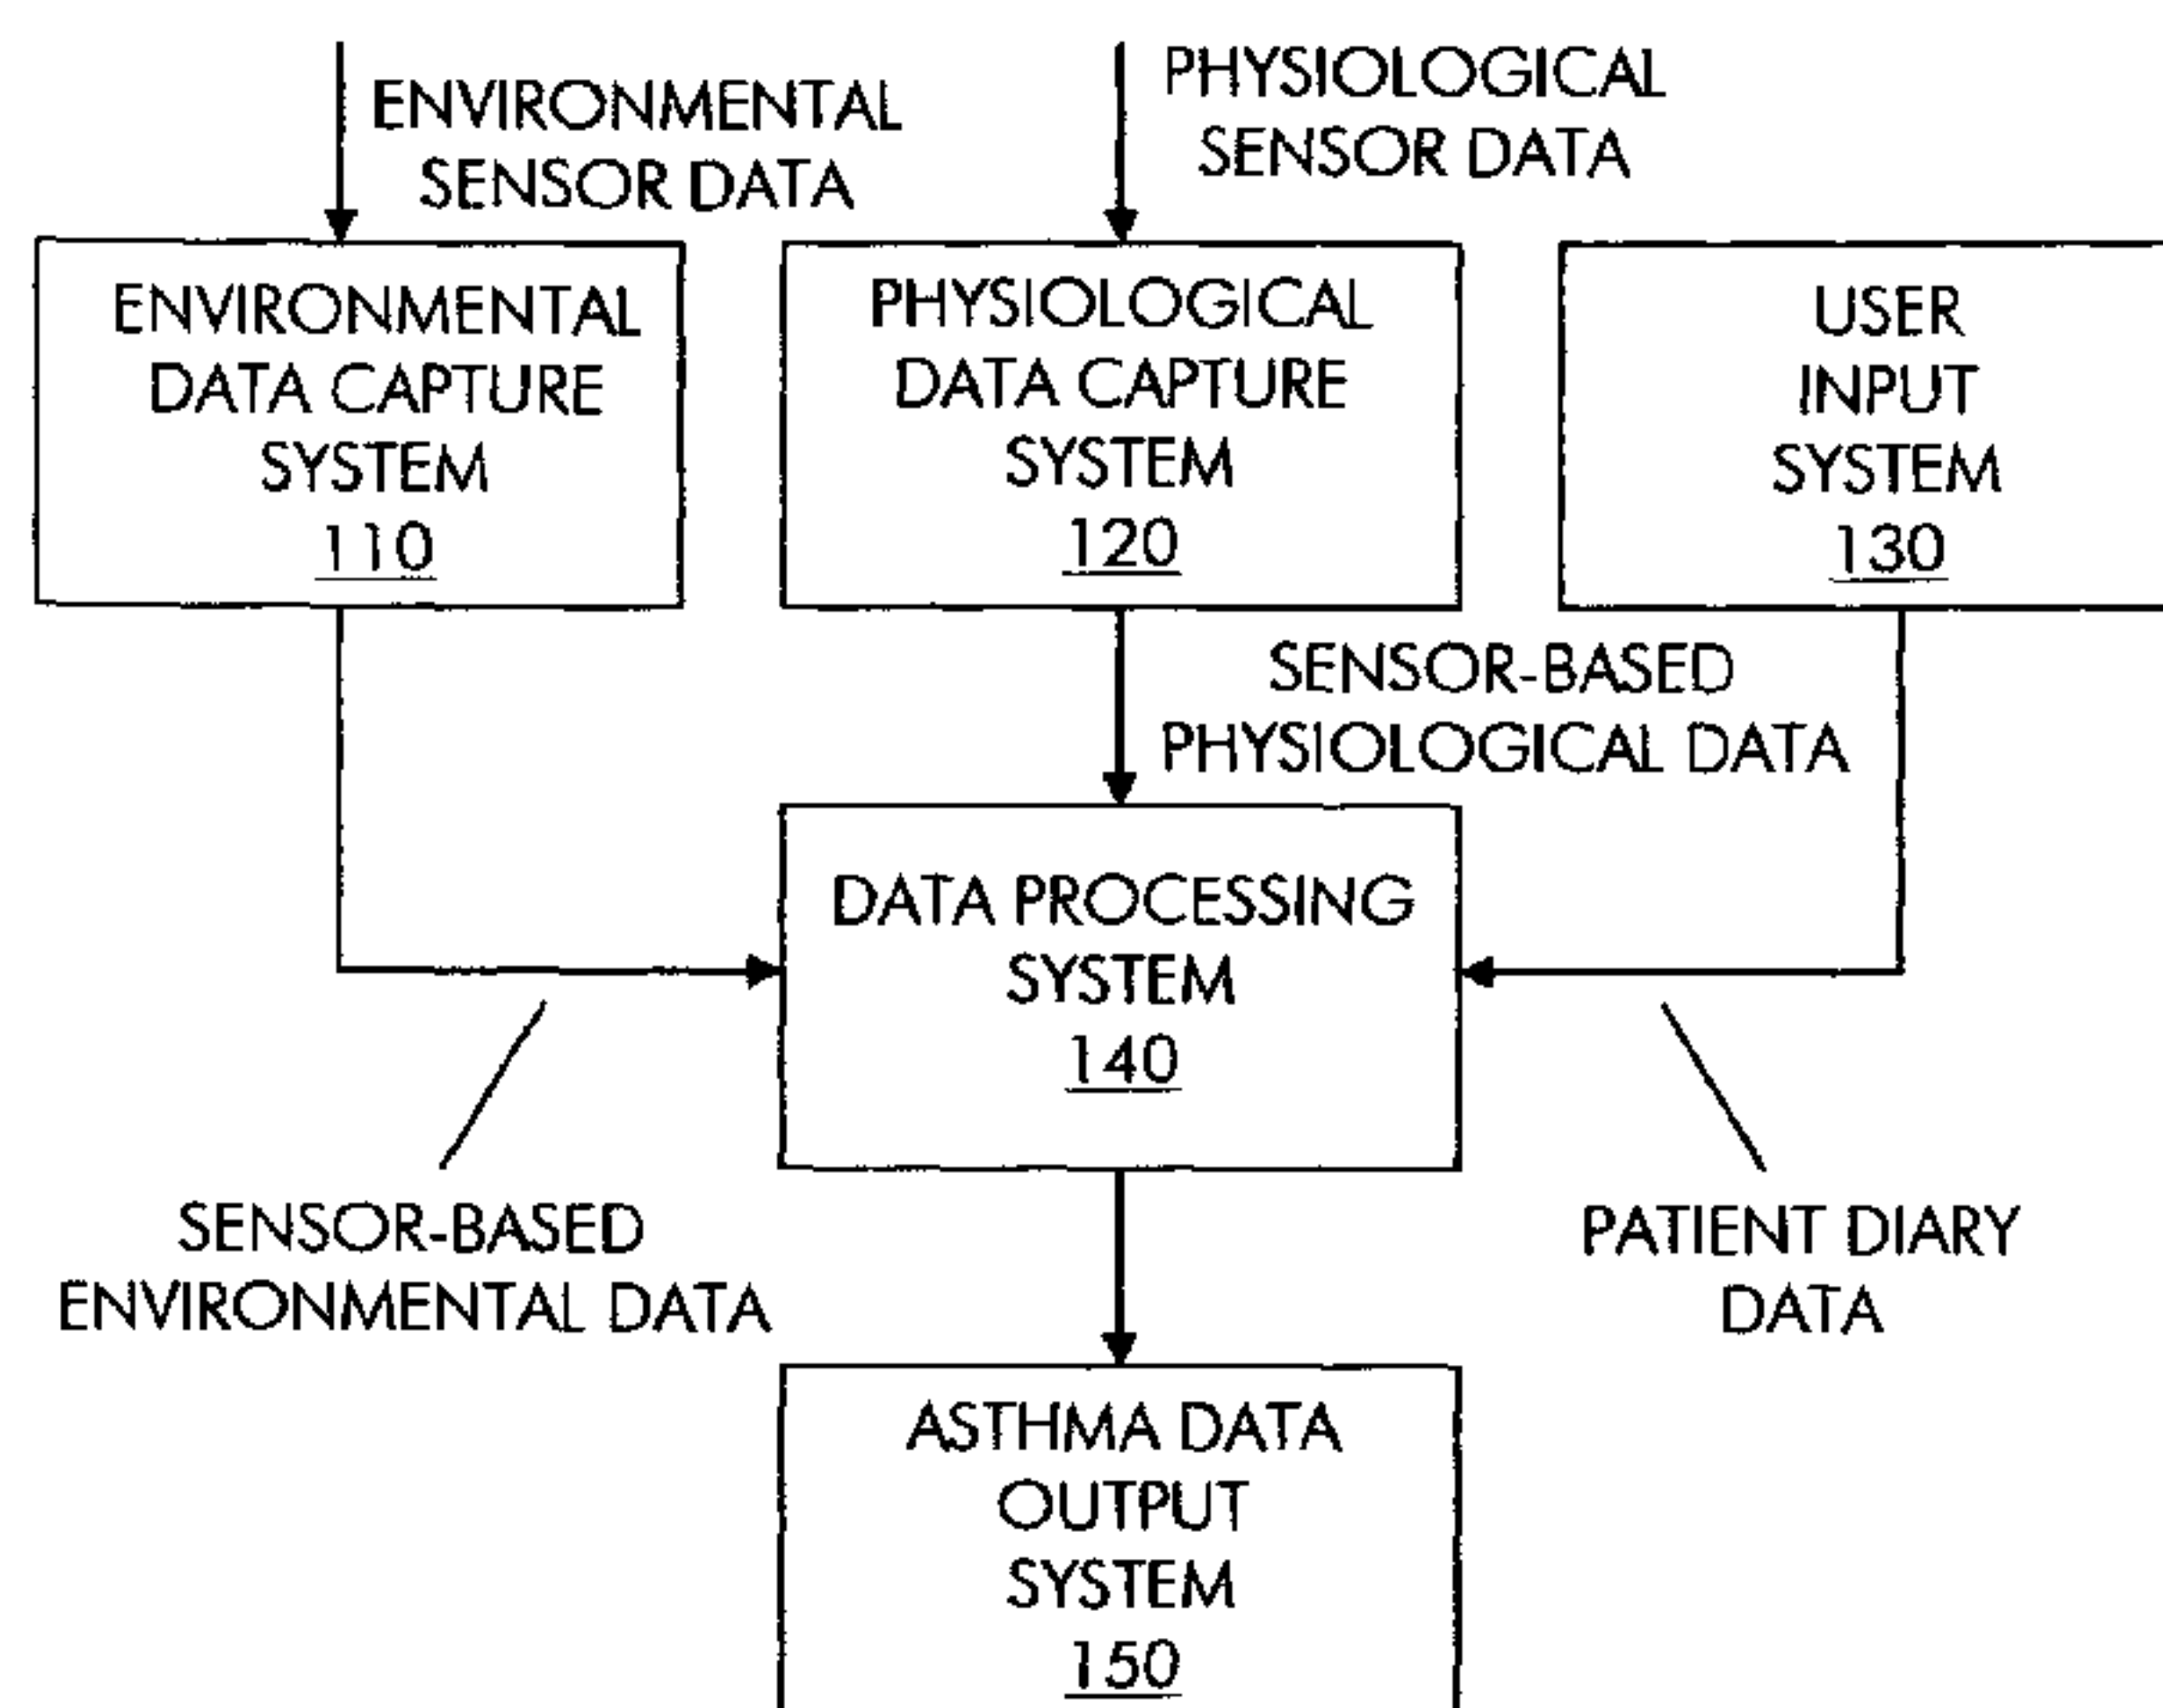 ENVIRONMENTAL
SENSOR DATA
PHYSIOLOGICAL
SENSOR DATA
ENVIRONMENTAL
DATA CAPTURE
SYSTEM
110
PHYSIOLOGICAL
DATA CAPTURE
SYSTEM
120
USER
INPUT
SYSTEM
130
SENSOR-BASED
PHYSIOLOGICAL DATA
DATA PROCESSING
SYSTEM
140
SENSOR-BASED
ENVIRONMENTAL DATA
PATIENT DIARY
DATA
ASTHMA DATA
OUTPUT
SYSTEM
150